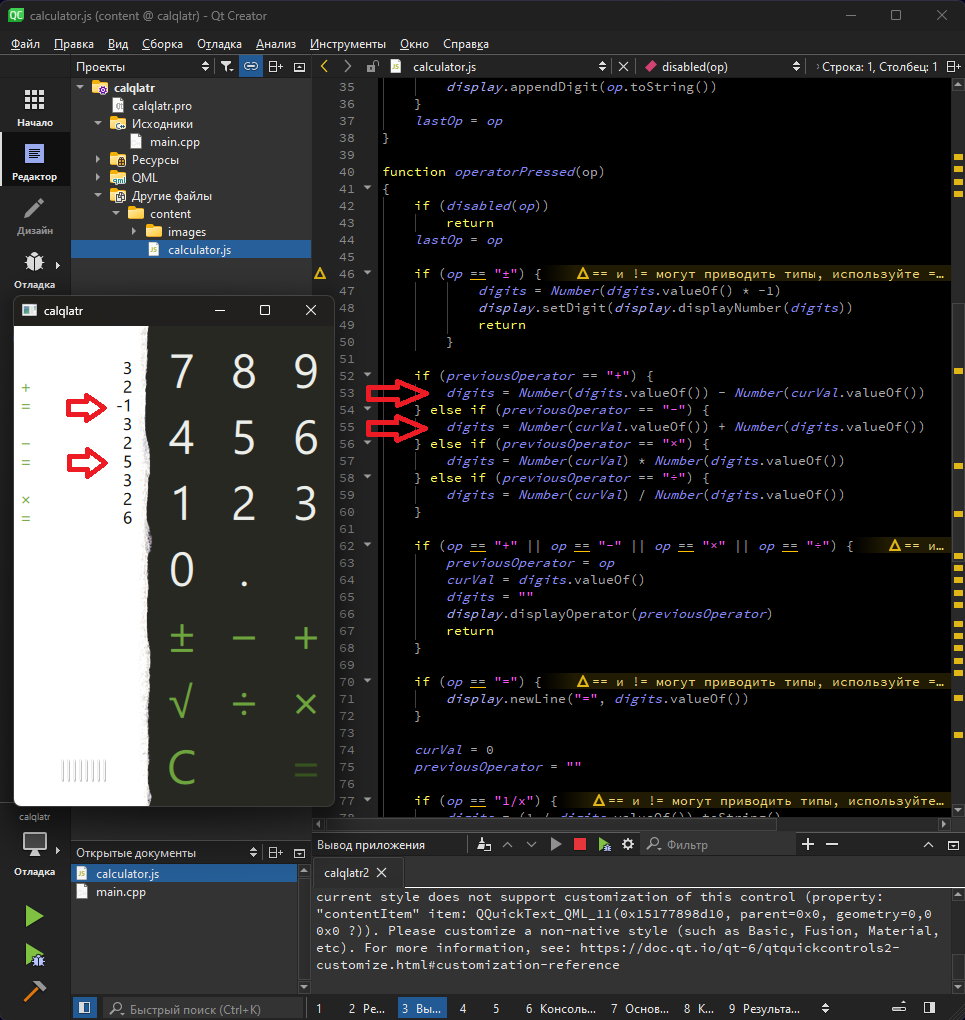 calculator.js (content @ calqlatr) - Qt Creator
Файл Правка Вид Сборка Отладка Анализ Инструменты Окно Справка
Проекты
calculator.js
disabled(op)
Строка: 1, Столбец: 1
Начало
Редактор
Дизайн
Отладка
calqlatr
calqlatr.pro
Исходники
main.cpp
Ресурсы
QML
Другие файлы
content
images
calculator.js
35 display.appendDigit(op.toString())
36 }
37 lastOp = op
38 }
39
40 function operatorPressed(op)
41 {
42 if (disabled(op))
43 return
44 lastOp = op
45
46 if (op == "±") { == и != могут приводить типы, используйте =…
47 digits = Number(digits.valueOf() * -1)
48 display.setDigit(display.displayNumber(digits))
49 return
50 }
51
52 if (previousOperator == "+") {
53 digits = Number(digits.valueOf()) - Number(curVal.valueOf())
54 } else if (previousOperator == "−") {
55 digits = Number(curVal.valueOf()) + Number(digits.valueOf())
56 } else if (previousOperator == "×") {
57 digits = Number(curVal) * Number(digits.valueOf())
58 } else if (previousOperator == "÷") {
59 digits = Number(curVal) / Number(digits.valueOf())
60 }
61
62 if (op == "+" || op == "−" || op == "×" || op == "÷") { == и…
63 previousOperator = op
64 curVal = digits.valueOf()
65 digits = ""
66 display.displayOperator(previousOperator)
67 return
68 }
69
70 if (op == "=") { == и != могут приводить типы, используйте =…
71 display.newLine("=", digits.valueOf())
72 }
73
74 curVal = 0
75 previousOperator = ""
76
77 if (op == "1/x") { == и != могут приводить типы, используйте…
calqlatr
3
+ 2
= -1
3
− 2
= 5
3
× 2
= 6
7 8 9
4 5 6
1 2 3
0 .
± − +
√ ÷ ×
C =
calqlatr
Отладка
Открытые документы
calculator.js
main.cpp
Вывод приложения
Фильтр
calqlatr2
current style does not support customization of this control (property:
"contentItem" item: QQuickText_QML_11(0x15177898d10, parent=0x0, geometry=0,0
0x0 ?)). Please customize a non-native style (such as Basic, Fusion, Material,
etc). For more information, see: https://doc.qt.io/qt-6/qtquickcontrols2-
customize.html#customization-reference
Быстрый поиск (Ctrl+K)
1 2 Ре… 3 Вы… 4 5 6 Консоль… 7 Основн… 8 К… 9 Результа…